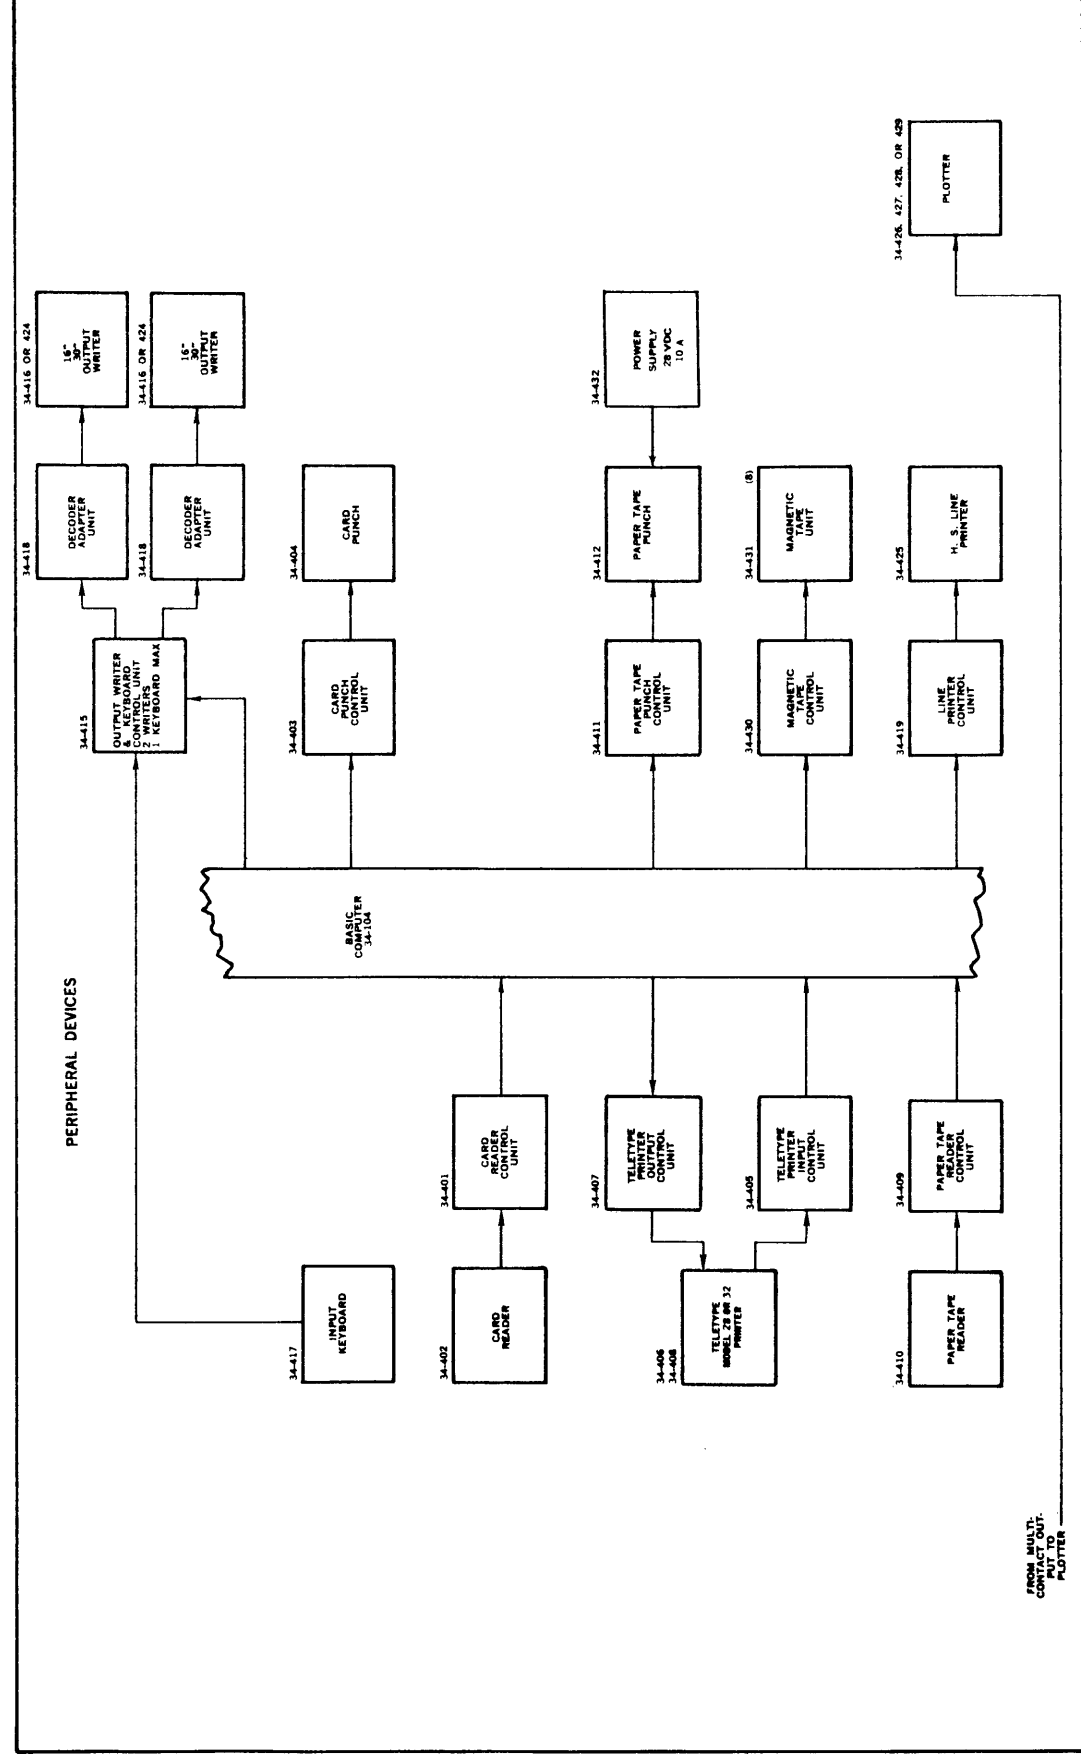 PERIPHERAL DEVICES
34-417
INPUT
KEYBOARD
34-415
OUTPUT WRITER
& KEYBOARD
CONTROL UNIT
2 WRITERS
1 KEYBOARD MAX
34-418
DECODER
ADAPTER
UNIT
34-416 OR 424
16"
30"
OUTPUT
WRITER
34-418
DECODER
ADAPTER
UNIT
34-416 OR 424
16"
30"
OUTPUT
WRITER
BASIC
COMPUTER
34-104
34-403
CARD
PUNCH
CONTROL
UNIT
34-404
CARD
PUNCH
34-402
CARD
READER
34-401
CARD
READER
CONTROL
UNIT
34-406
34-408
TELETYPE
MODEL 28 OR 32
PRINTER
34-407
TELETYPE
PRINTER
OUTPUT
CONTROL
UNIT
34-405
TELETYPE
PRINTER
INPUT
CONTROL
UNIT
34-411
PAPER TAPE
PUNCH
CONTROL
UNIT
34-412
PAPER TAPE
PUNCH
34-432
POWER
SUPPLY
28 VDC
10 A
34-430
MAGNETIC
TAPE
CONTROL
UNIT
34-431 (8)
MAGNETIC
TAPE
UNIT
34-410
PAPER TAPE
READER
34-409
PAPER TAPE
READER
CONTROL
UNIT
34-419
LINE
PRINTER
CONTROL
UNIT
34-425
H. S. LINE
PRINTER
34-426, 427, 428, OR 429
PLOTTER
FROM MULTI-
CONTACT OUT-
PUT TO
PLOTTER